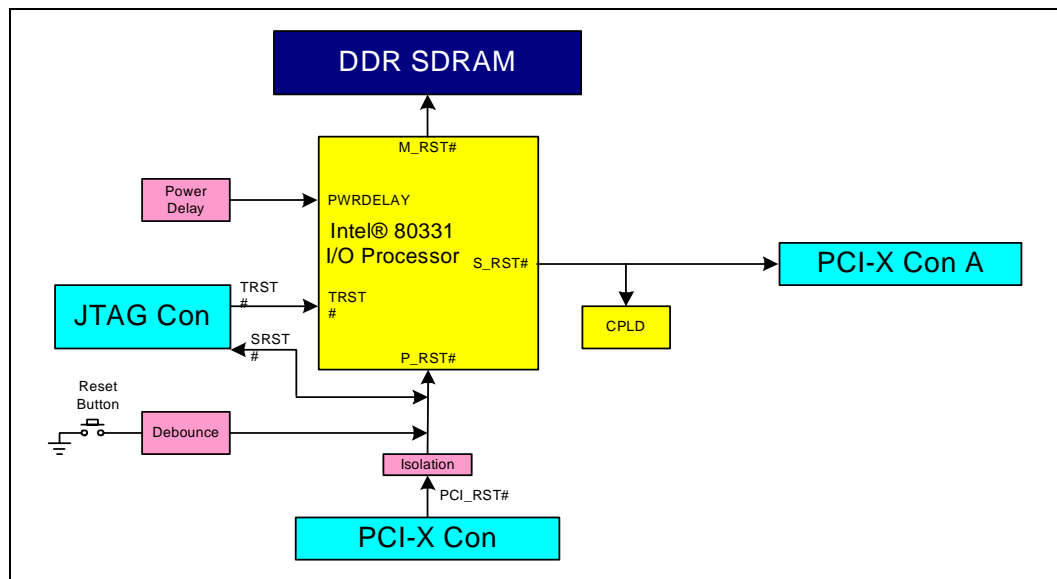 DDR SDRAM
M_RST#
Power
Delay
PWRDELAY
Intel® 80331
I/O Processor
S_RST#
PCI-X Con A
TRST
#
JTAG Con
TRST
#
SRST
#
CPLD
P_RST#
Reset
Button
Debounce
Isolation
PCI_RST#
PCI-X Con